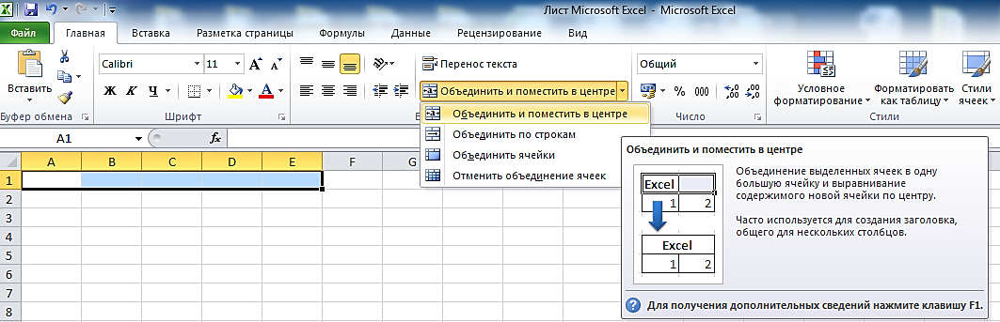 Лист Microsoft Excel - Microsoft Excel
Файл Главная Вставка Разметка страницы Формулы Данные Рецензирование Вид
Calibri 11 A A Перенос текста Общий
Вставить Ж К Ч А Объединить и поместить в центре % 000 Условное форматирование Форматировать как таблицу Стили ячеек
Буфер обмена Шрифт В Число Стили
Объединить и поместить в центре
Объединить по строкам
Объединить ячейки
Отменить объединение ячеек
A1 fx
A B C D E F G
1
2
3
4
5
6
7
8
Объединить и поместить в центре
Excel
1 2
Excel
1 2
Объединение выделенных ячеек в одну
большую ячейку и выравнивание
содержимого новой ячейки по центру.
Часто используется для создания заголовка,
общего для нескольких столбцов.
Для получения дополнительных сведений нажмите клавишу F1.